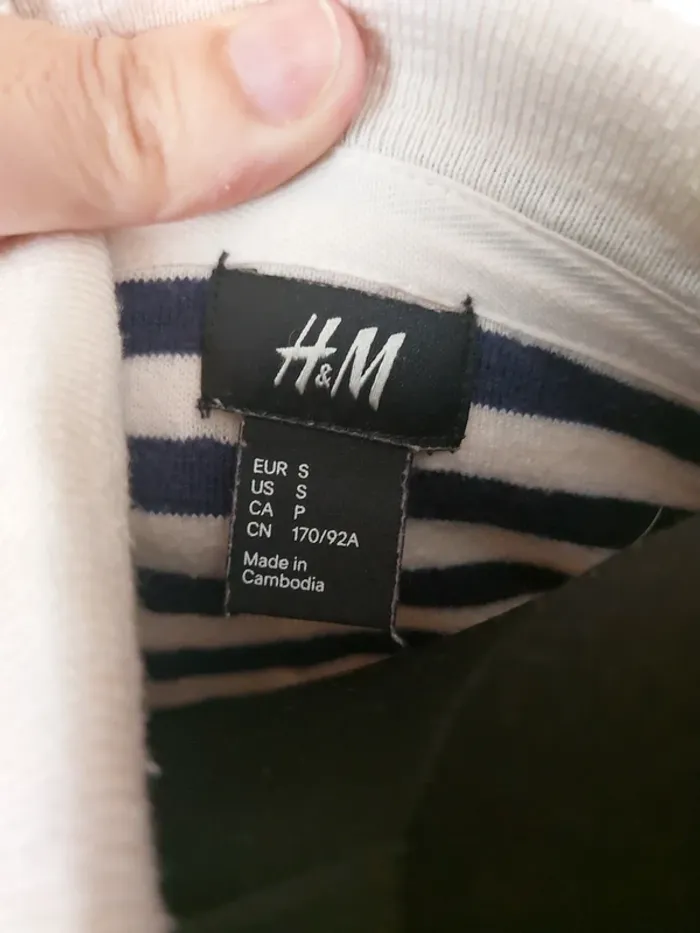 H&M
EUR S
US S
CA P
CN 170/92A
Made in
Cambodia